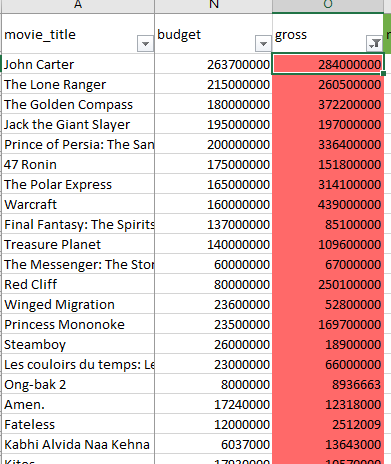 A N O
movie_title budget gross
John Carter 263700000 284000000
The Lone Ranger 215000000 260500000
The Golden Compass 180000000 372200000
Jack the Giant Slayer 195000000 197000000
Prince of Persia: The San 200000000 336400000
47 Ronin 175000000 151800000
The Polar Express 165000000 314100000
Warcraft 160000000 439000000
Final Fantasy: The Spirits 137000000 85100000
Treasure Planet 140000000 109600000
The Messenger: The Stor 60000000 67000000
Red Cliff 80000000 250100000
Winged Migration 23600000 52800000
Princess Mononoke 23500000 169700000
Steamboy 26000000 18900000
Les couloirs du temps: Le 23000000 66000000
Ong-bak 2 8000000 8936663
Amen. 17240000 12318000
Fateless 12000000 2512009
Kabhi Alvida Naa Kehna 6037000 13643000